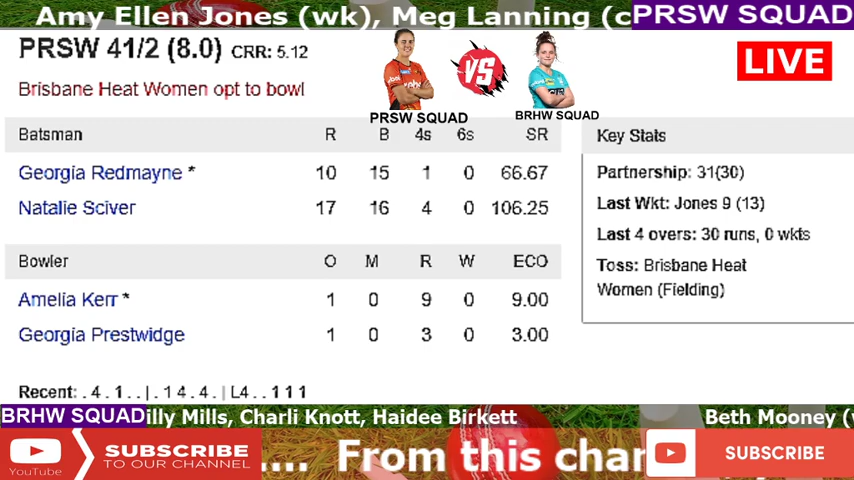 Amy Ellen Jones (wk), Meg Lanning (c
PRSW SQUAD
PRSW 41/2 (8.0) CRR: 5.12
Brisbane Heat Women opt to bowl
VS
LIVE
PRSW SQUAD
BRHW SQUAD
Batsman R B 4s 6s SR
Georgia Redmayne * 10 15 1 0 66.67
Natalie Sciver 17 16 4 0 106.25
Bowler O M R W ECO
Amelia Kerr * 1 0 9 0 9.00
Georgia Prestwidge 1 0 3 0 3.00
Key Stats
Partnership: 31(30)
Last Wkt: Jones 9 (13)
Last 4 overs: 30 runs, 0 wkts
Toss: Brisbane Heat
Women (Fielding)
Recent: . 4 . 1 . . | . 1 4 . 4 . | L4 . . 1 1 1
BRHW SQUAD
illy Mills, Charli Knott, Haidee Birkett
Beth Mooney (
YouTube
SUBSCRIBE
TO OUR CHANNEL
.... From this chan
SUBSCRIBE